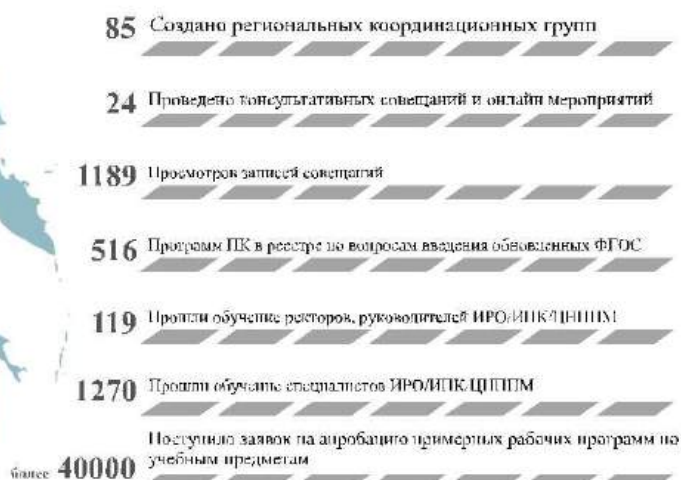 85 Создано региональных координационных групп
24 Проведено консультативных совещаний и онлайн мероприятий
1189 Просмотров записей совещаний
516 Программ ПК в реестре по вопросам введения обновленных ФГОС
119 Прошли обучение ректоров, руководителей ИРО/ИПК/ЦНППМ
1270 Прошли обучение специалистов ИРО/ИПК/ЦНППМ
Поступило заявок на апробацию примерных рабочих программ по
более 40000 учебным предметам